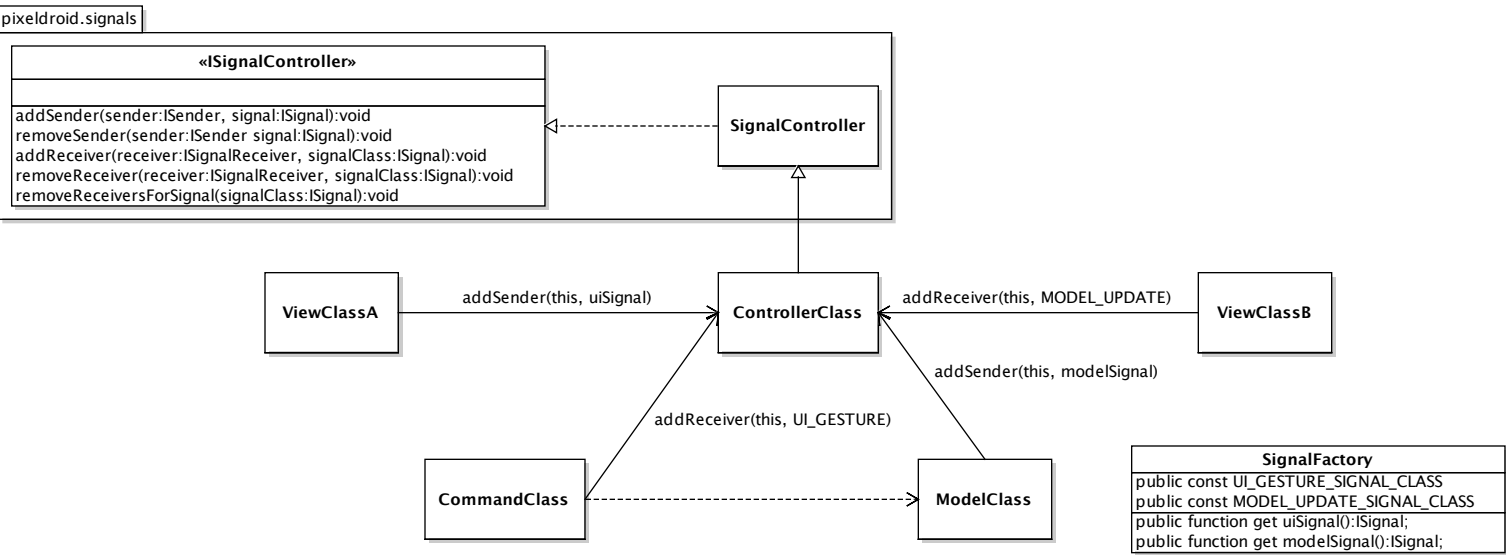 pixeldroid.signals
«ISignalController»
addSender(sender:ISender, signal:ISignal):void
removeSender(sender:ISender signal:ISignal):void
addReceiver(receiver:ISignalReceiver, signalClass:ISignal):void
removeReceiver(receiver:ISignalReceiver, signalClass:ISignal):void
removeReceiversForSignal(signalClass:ISignal):void
SignalController
ViewClassA
addSender(this, uiSignal)
ControllerClass
addReceiver(this, MODEL_UPDATE)
ViewClassB
addSender(this, modelSignal)
addReceiver(this, UI_GESTURE)
CommandClass
ModelClass
SignalFactory
public const UI_GESTURE_SIGNAL_CLASS
public const MODEL_UPDATE_SIGNAL_CLASS
public function get uiSignal():ISignal;
public function get modelSignal():ISignal;